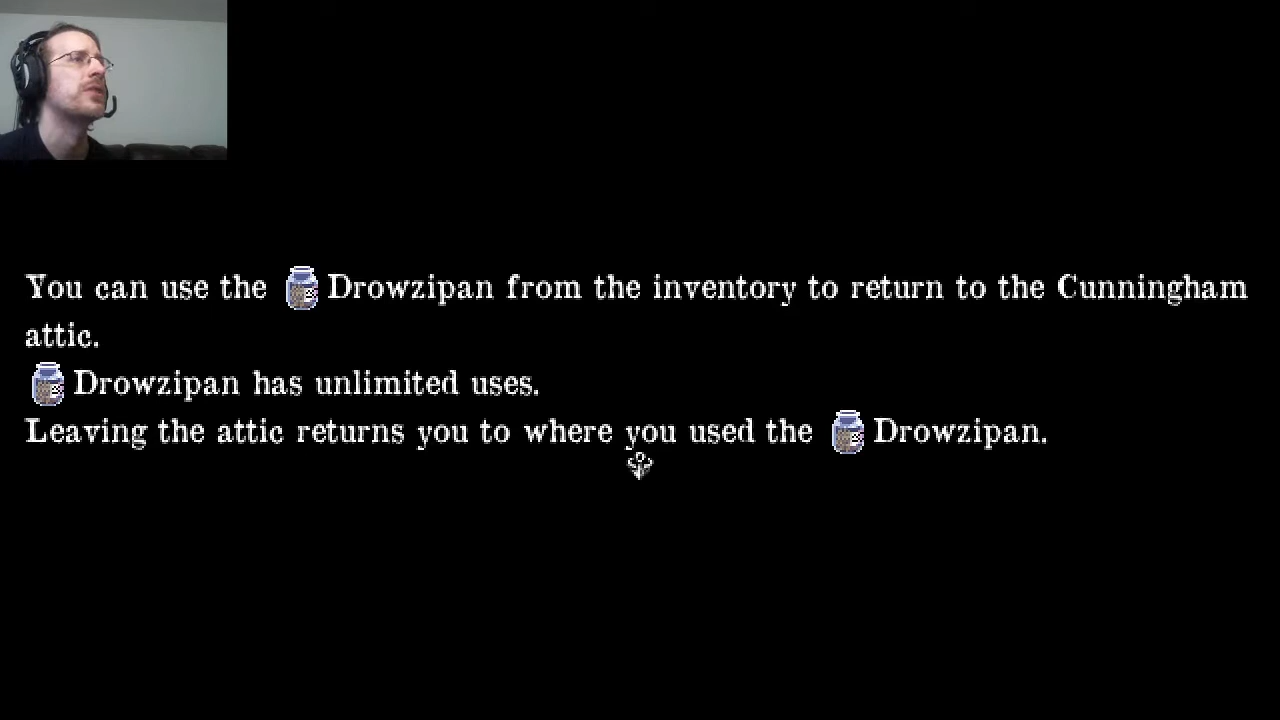 You can use the Drowzipan from the inventory to return to the Cunningham
attic.
Drowzipan has unlimited uses.
Leaving the attic returns you to where you used the Drowzipan.